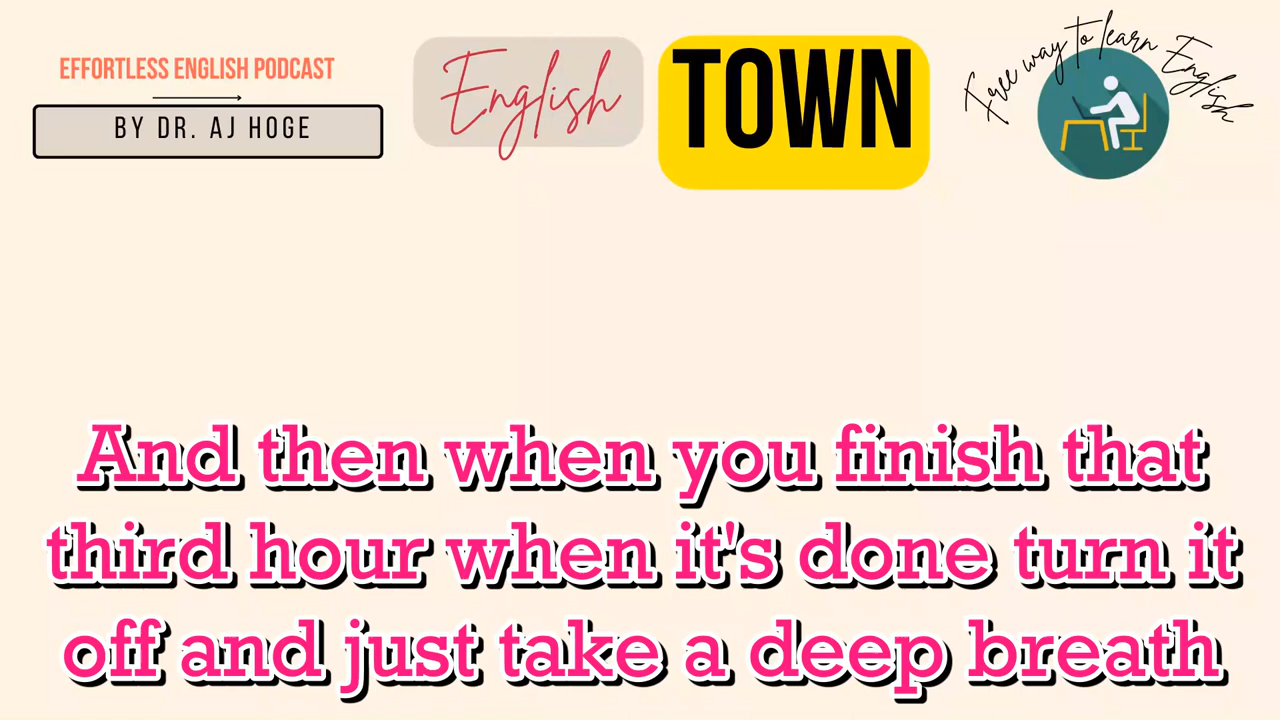 EFFORTLESS ENGLISH PODCAST
BY DR. AJ HOGE
English
TOWN
Free way to learn English
And then when you finish that
third hour when it's done turn it
off and just take a deep breath